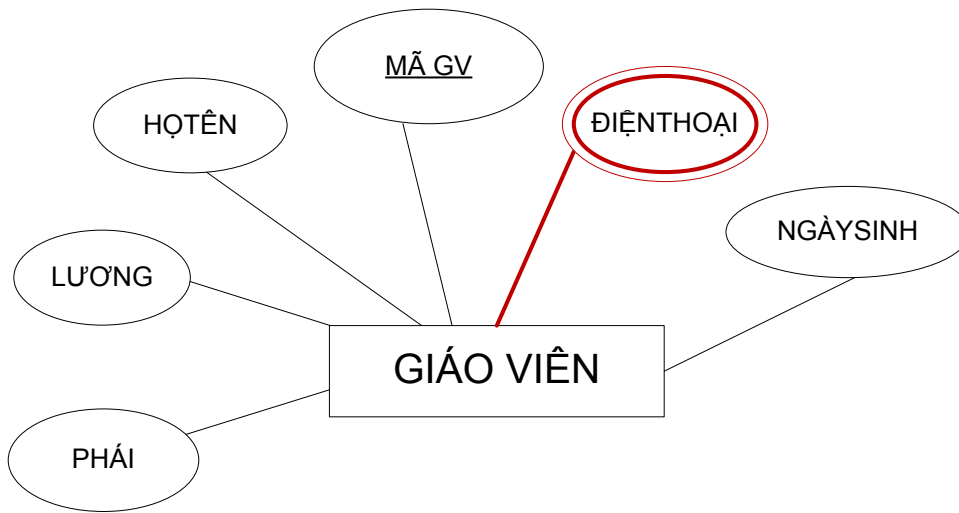 MÃ GV
HỌTÊN
ĐIỆNTHOẠI
NGÀYSINH
LƯƠNG
GIÁO VIÊN
PHÁI